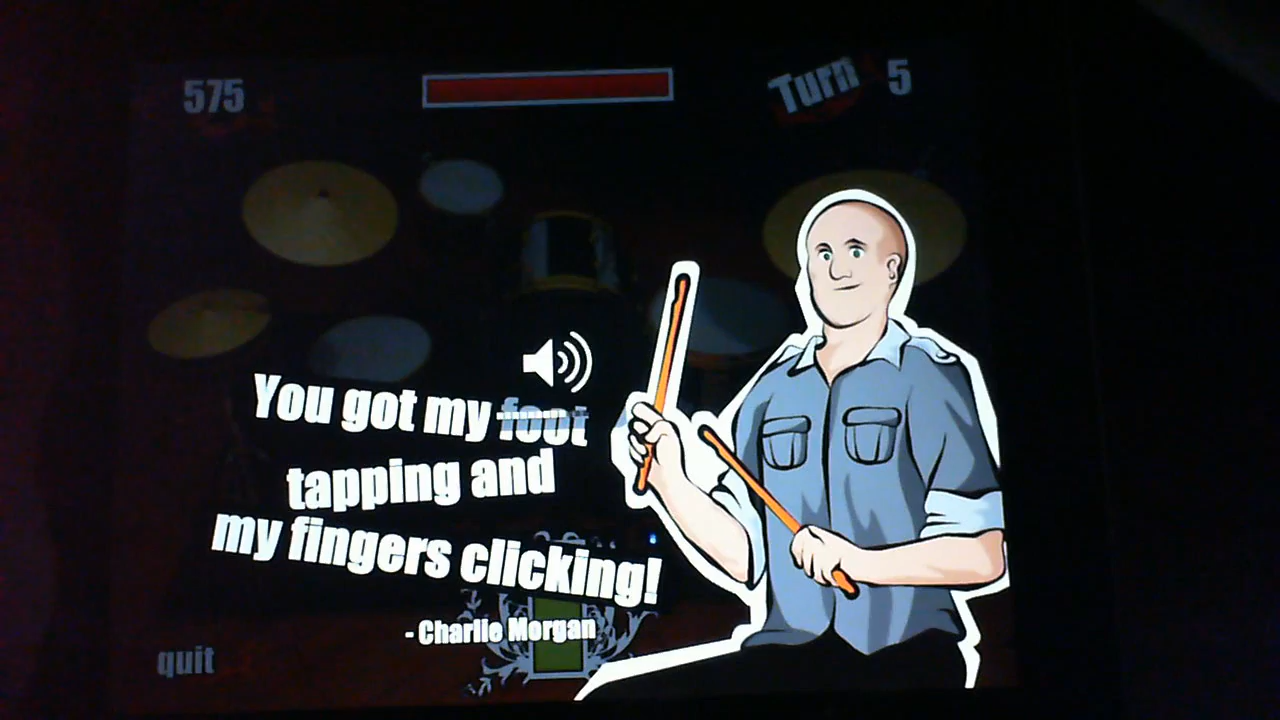 575
Turn 5
You got my foot
tapping and
my fingers clicking!
- Charlie Morgan
quit